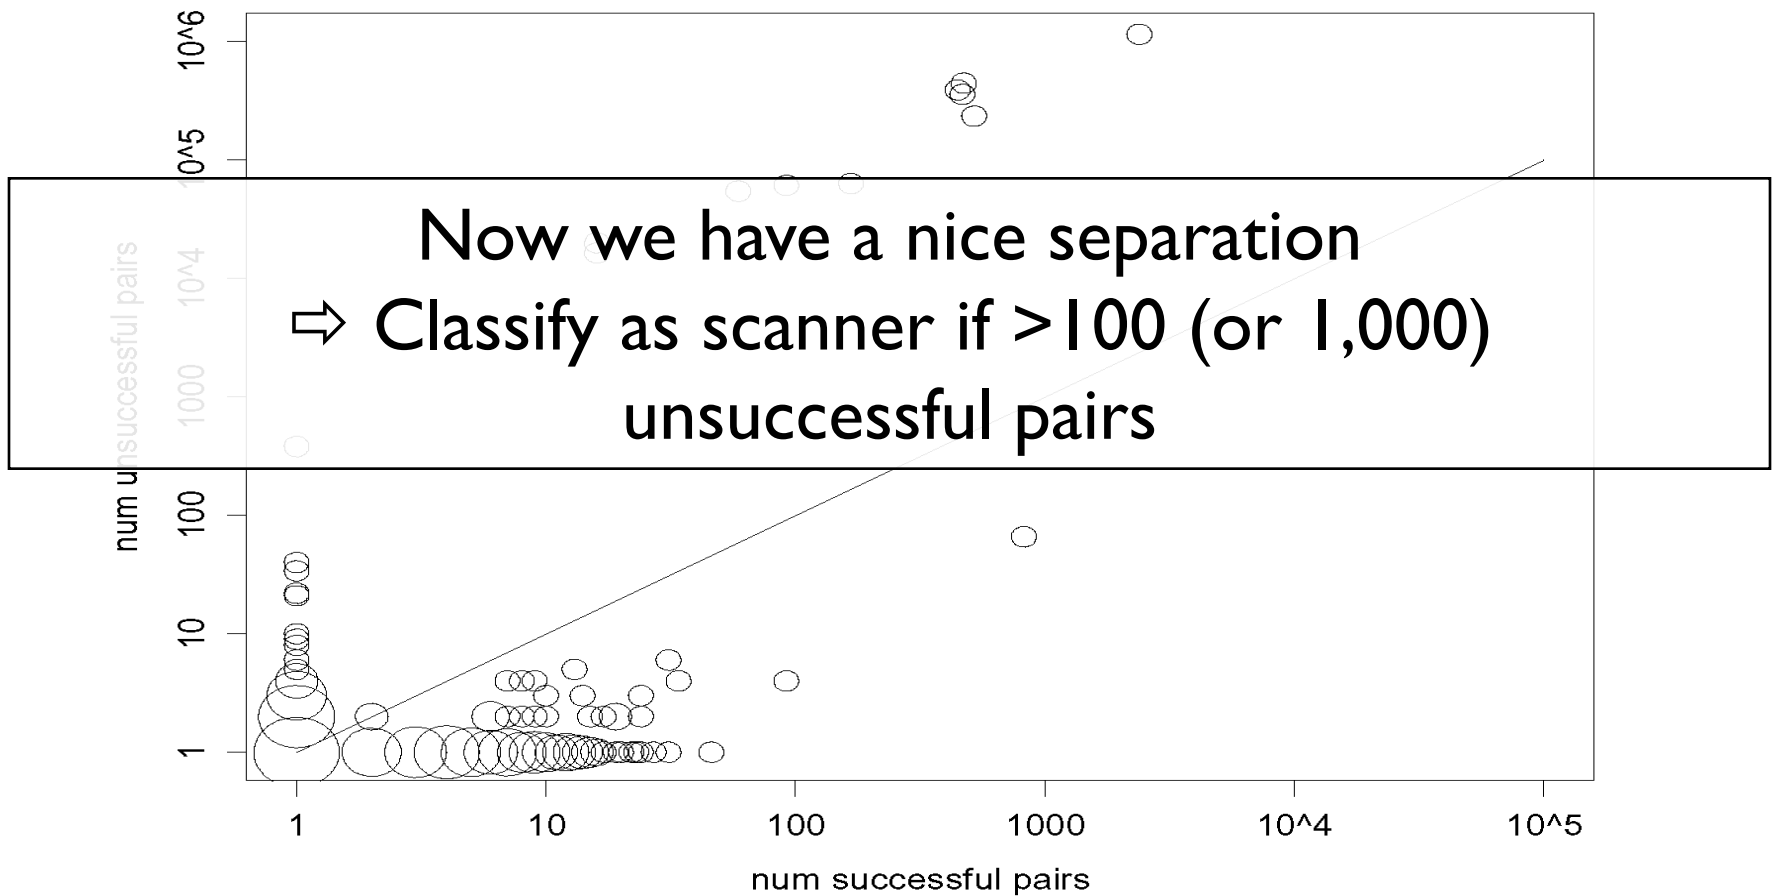 Now we have a nice separation
⇨ Classify as scanner if >100 (or 1,000)
unsuccessful pairs
num unsuccessful pairs
10^6
10^5
10^4
1000
100
10
1
1 10 100 1000 10^4 10^5
num successful pairs